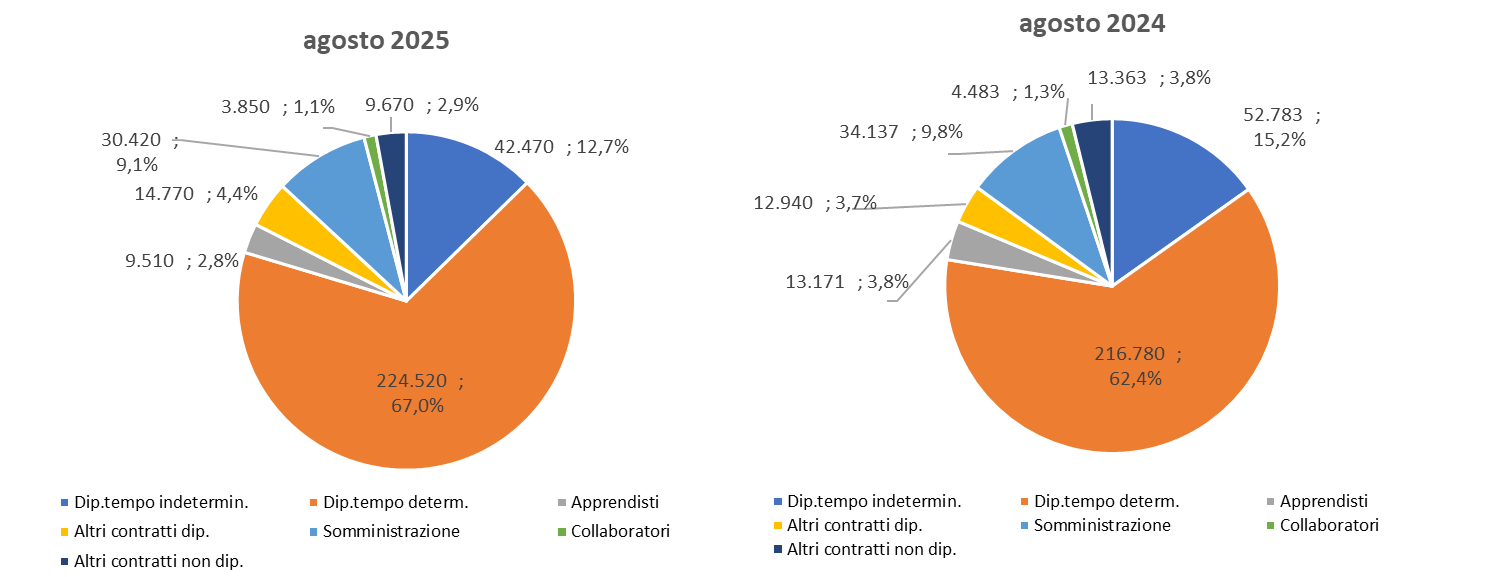 agosto 2025
3.850 ; 1,1%
9.670 ; 2,9%
30.420 ;
9,1%
42.470 ; 12,7%
14.770 ; 4,4%
9.510 ; 2,8%
224.520 ;
67,0%
Dip.tempo indetermin.
Dip.tempo determ.
Apprendisti
Altri contratti dip.
Somministrazione
Collaboratori
Altri contratti non dip.
agosto 2024
13.363 ; 3,8%
4.483 ; 1,3%
52.783 ;
15,2%
34.137 ; 9,8%
12.940 ; 3,7%
13.171 ; 3,8%
216.780 ;
62,4%
Dip.tempo indetermin.
Dip.tempo determ.
Apprendisti
Altri contratti dip.
Somministrazione
Collaboratori
Altri contratti non dip.